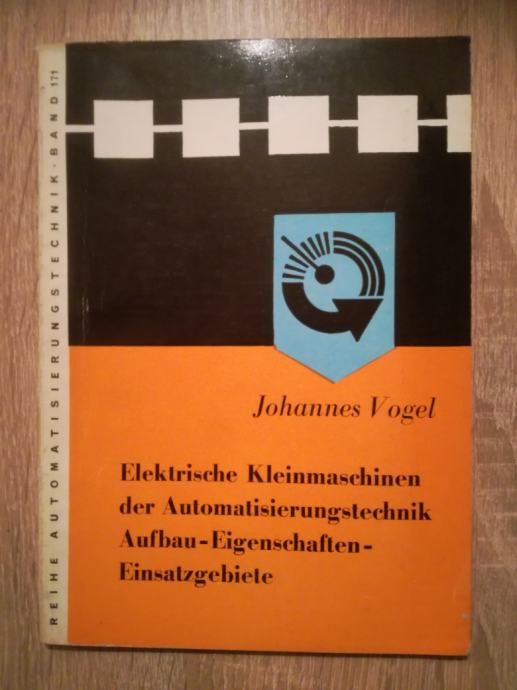 REIHE AUTOMATISIERUNGSTECHNIK · BAND 171
Johannes Vogel
Elektrische Kleinmaschinen
der Automatisierungstechnik
Aufbau-Eigenschaften-
Einsatzgebiete